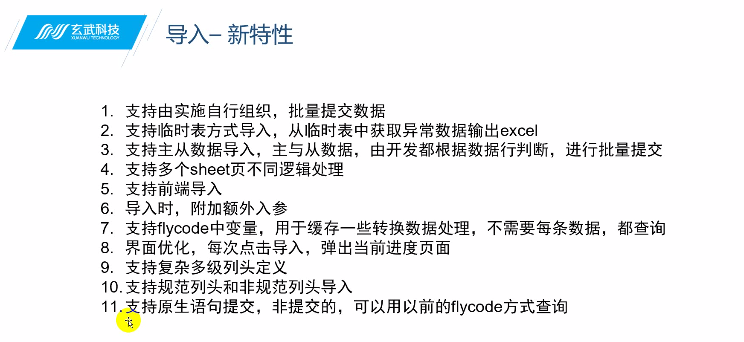 玄武科技
XUANWU TECHNOLOGY
导入– 新特性
1. 支持由实施自行组织，批量提交数据
2. 支持临时表方式导入，从临时表中获取异常数据输出excel
3. 支持主从数据导入，主与从数据，由开发都根据数据行判断，进行批量提交
4. 支持多个sheet页不同逻辑处理
5. 支持前端导入
6. 导入时，附加额外入参
7. 支持flycode中变量，用于缓存一些转换数据处理，不需要每条数据，都查询
8. 界面优化，每次点击导入，弹出当前进度页面
9. 支持复杂多级列头定义
10. 支持规范列头和非规范列头导入
11. 支持原生语句提交，非提交的，可以用以前的flycode方式查询